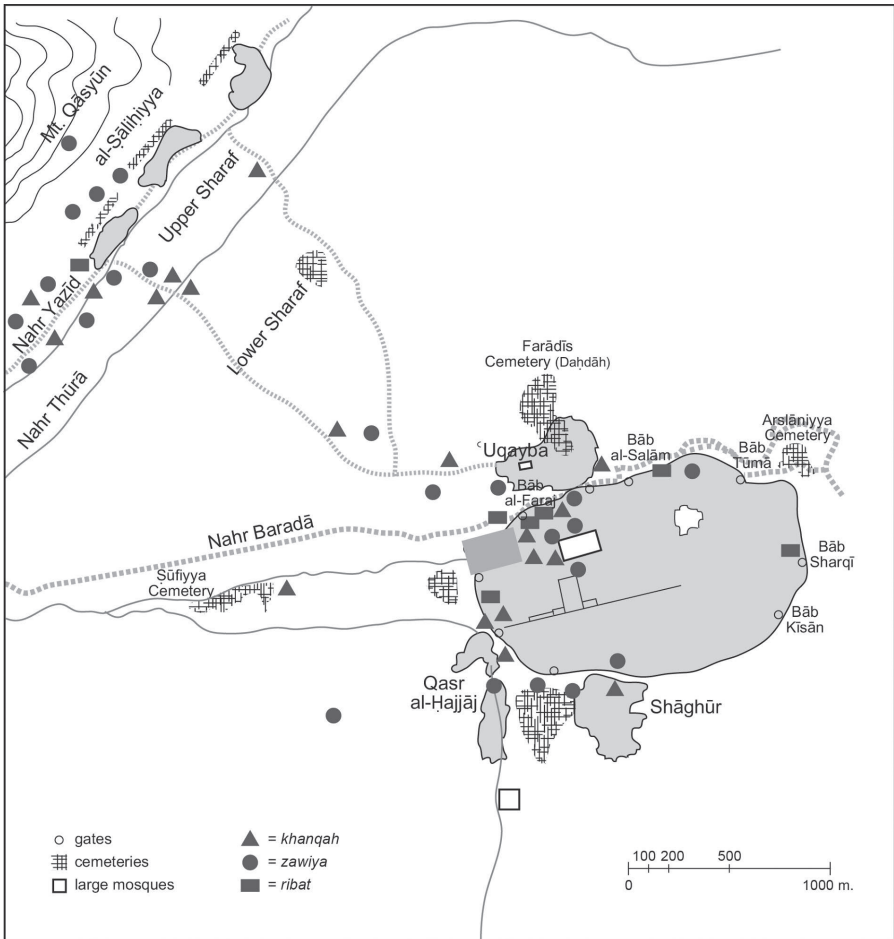 Mt. Qāsyūn
al-Ṣāliḥiyya
Upper Sharaf
Nahr Yazīd
Lower Sharaf
Nahr Thūrā
Farādīs
Cemetery (Daḥdāḥ)
ʿUqayba
Bāb
al-Salām
Arslāniyya
Cemetery
Bāb
Tūmā
Bāb
al-Faraj
Nahr Baradā
Ṣūfiyya
Cemetery
Bāb
Sharqī
Bāb
Kīsān
Qasr
al-Ḥajjāj
Shāghūr
gates
cemeteries
large mosques
= khanqah
= zawiya
= ribat
100 200 500
0 1000 m.